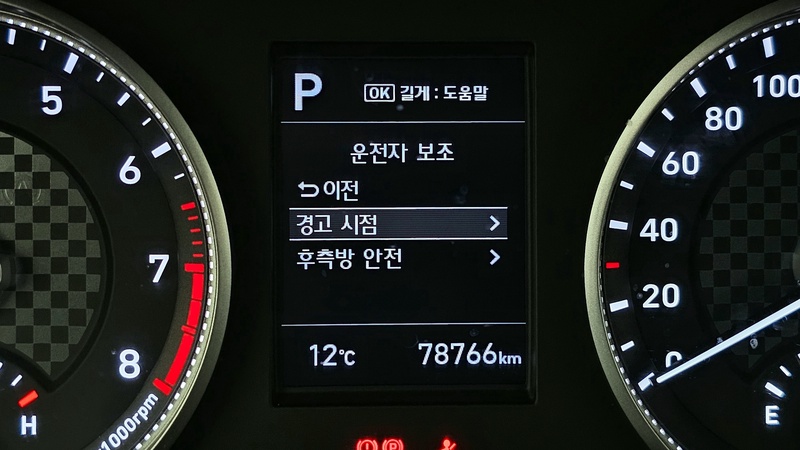 P
OK 길게 : 도움말
운전자 보조
이전
경고 시점
후측방 안전
12℃
78766km
5
6
7
8
x1000rpm
H
100
80
60
40
20
0
E